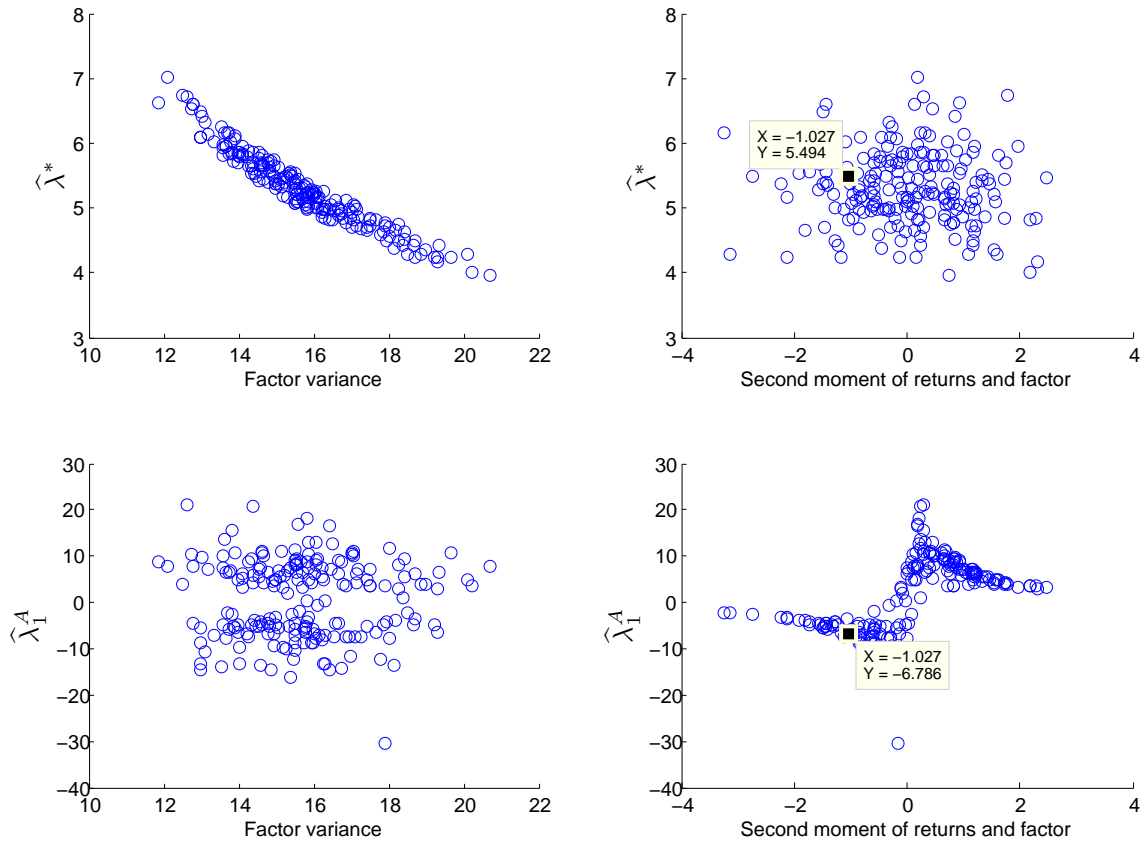 8
7
6
5
4
3
10 12 14 16 18 20 22
Factor variance
λ̂*
8
7
6
5
4
3
−4 −2 0 2 4
Second moment of returns and factor
λ̂*
X = −1.027
Y = 5.494
30
20
10
0
−10
−20
−30
−40
10 12 14 16 18 20 22
Factor variance
λ̂₁ᴬ
30
20
10
0
−10
−20
−30
−40
−4 −2 0 2 4
Second moment of returns and factor
λ̂₁ᴬ
X = −1.027
Y = −6.786